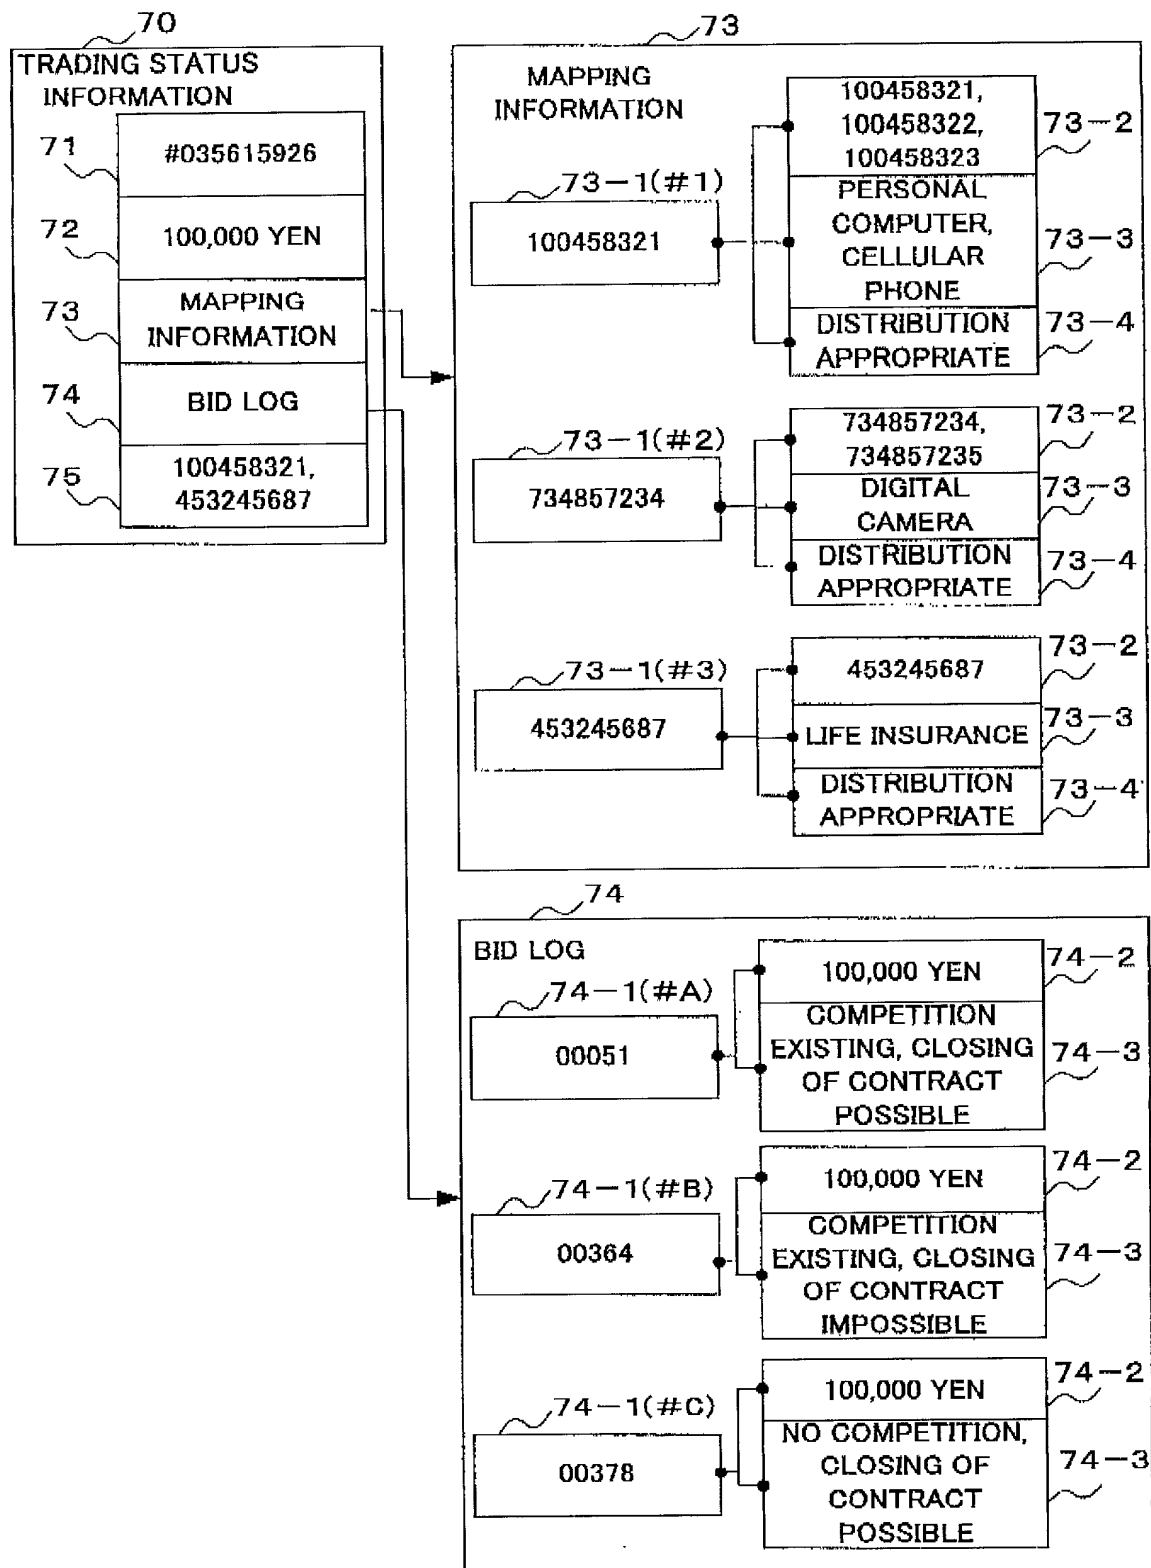 70
TRADING STATUS
INFORMATION
71
#035615926
72
100,000 YEN
73
MAPPING
INFORMATION
74
BID LOG
75
100458321,
453245687
73
MAPPING
INFORMATION
73-1(#1)
100458321
100458321,
100458322,
100458323
73-2
PERSONAL
COMPUTER,
CELLULAR
PHONE
73-3
DISTRIBUTION
APPROPRIATE
73-4
73-1(#2)
734857234
734857234,
734857235
73-2
DIGITAL
CAMERA
73-3
DISTRIBUTION
APPROPRIATE
73-4
73-1(#3)
453245687
453245687
73-2
LIFE INSURANCE
73-3
DISTRIBUTION
APPROPRIATE
73-4
74
BID LOG
74-1(#A)
00051
100,000 YEN
74-2
COMPETITION
EXISTING, CLOSING
OF CONTRACT
POSSIBLE
74-3
74-1(#B)
00364
100,000 YEN
74-2
COMPETITION
EXISTING, CLOSING
OF CONTRACT
IMPOSSIBLE
74-3
74-1(#C)
00378
100,000 YEN
74-2
NO COMPETITION,
CLOSING OF
CONTRACT
POSSIBLE
74-3